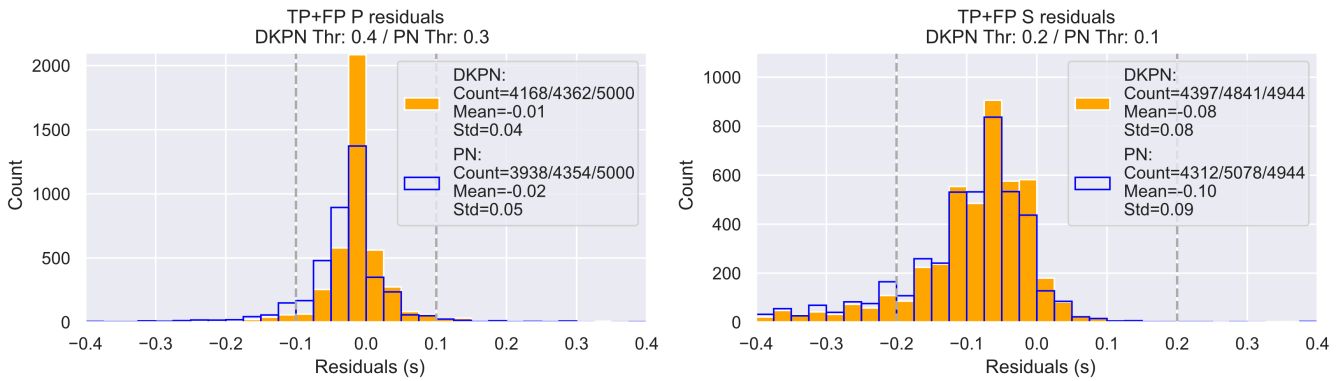 TP+FP P residuals
DKPN Thr: 0.4 / PN Thr: 0.3
Count
2000
1500
1000
500
0
DKPN:
Count=4168/4362/5000
Mean=-0.01
Std=0.04
PN:
Count=3938/4354/5000
Mean=-0.02
Std=0.05
−0.4 −0.3 −0.2 −0.1 0.0 0.1 0.2 0.3 0.4
Residuals (s)
TP+FP S residuals
DKPN Thr: 0.2 / PN Thr: 0.1
Count
1000
800
600
400
200
0
DKPN:
Count=4397/4841/4944
Mean=-0.08
Std=0.08
PN:
Count=4312/5078/4944
Mean=-0.10
Std=0.09
−0.4 −0.3 −0.2 −0.1 0.0 0.1 0.2 0.3 0.4
Residuals (s)